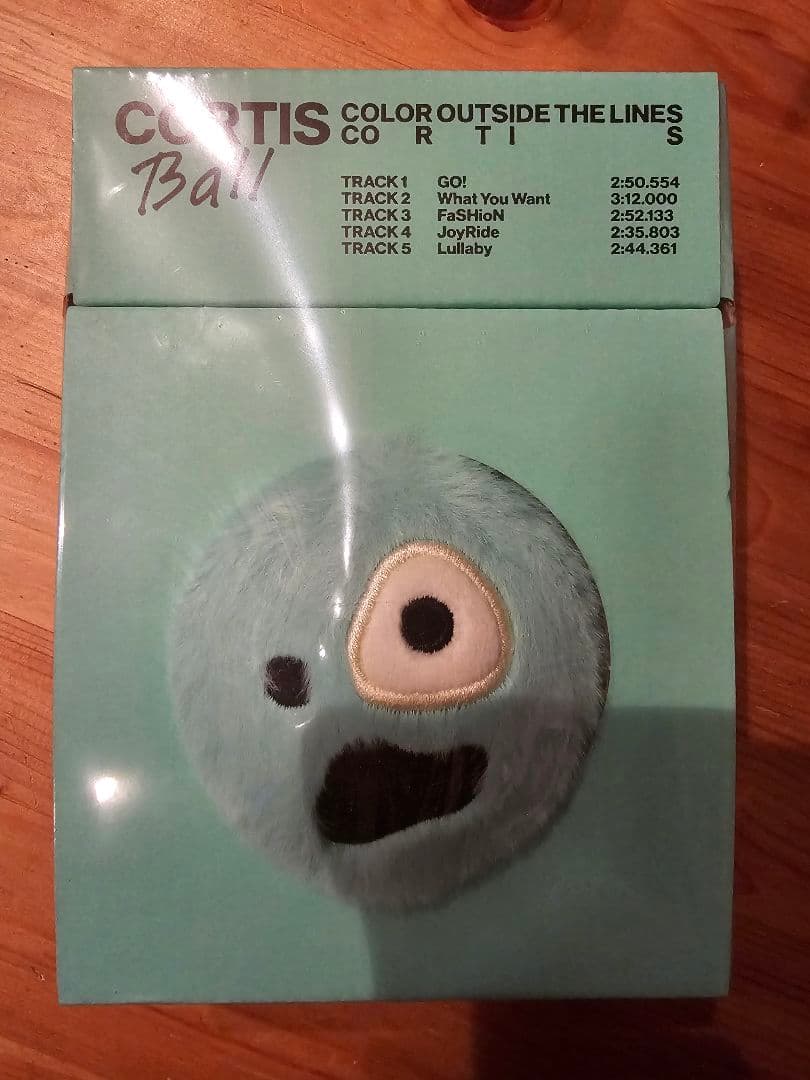 CORTIS
Ball
COLOR OUTSIDE THE LINES
CO R T I S
TRACK 1 GO! 2:50.554
TRACK 2 What You Want 3:12.000
TRACK 3 FaSHioN 2:52.133
TRACK 4 JoyRide 2:35.803
TRACK 5 Lullaby 2:44.361